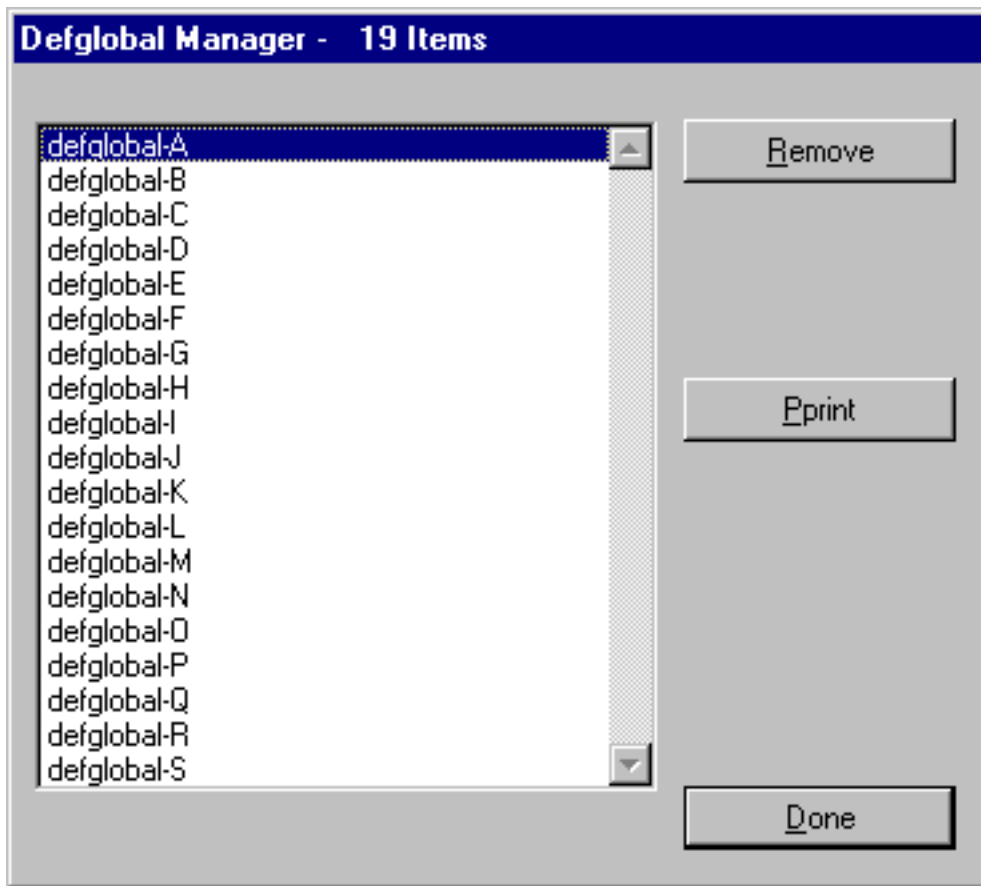 Defglobal Manager - 19 Items
defglobal-A
defglobal-B
defglobal-C
defglobal-D
defglobal-E
defglobal-F
defglobal-G
defglobal-H
defglobal-I
defglobal-J
defglobal-K
defglobal-L
defglobal-M
defglobal-N
defglobal-O
defglobal-P
defglobal-Q
defglobal-R
defglobal-S
Remove
Pprint
Done